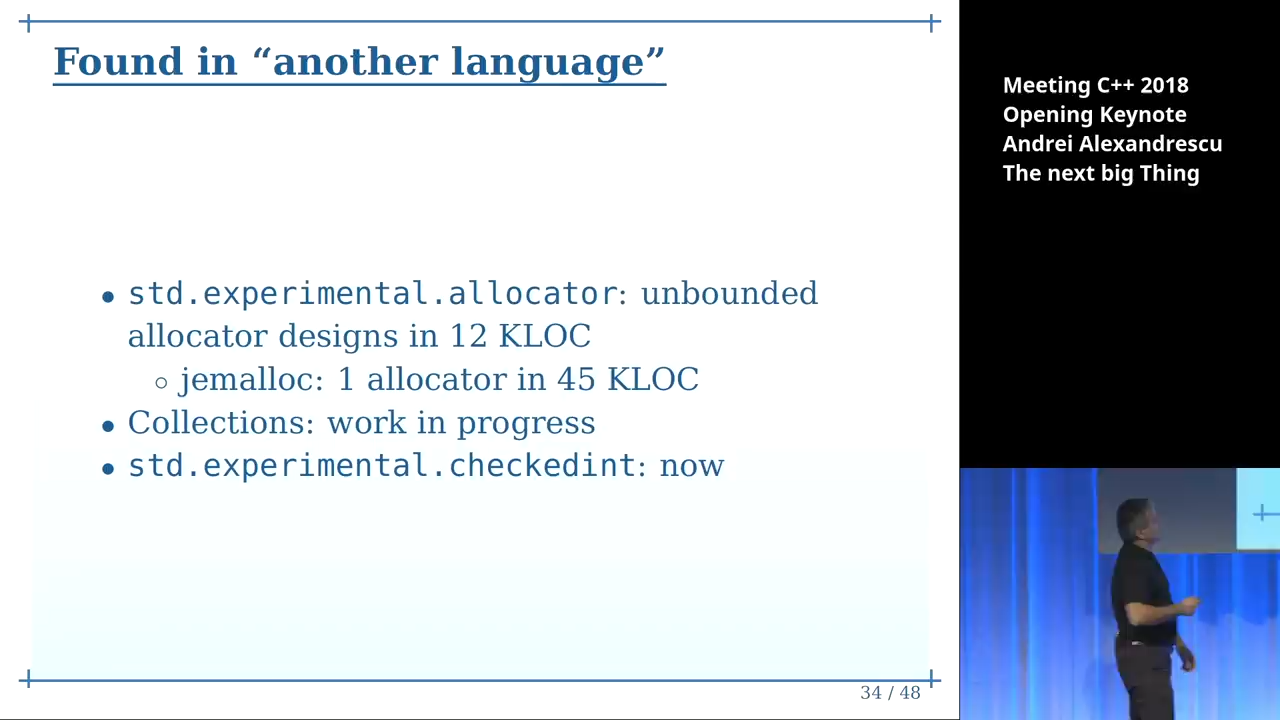 Found in “another language”
• std.experimental.allocator: unbounded
allocator designs in 12 KLOC
◦ jemalloc: 1 allocator in 45 KLOC
• Collections: work in progress
• std.experimental.checkedint: now
34 / 48
Meeting C++ 2018
Opening Keynote
Andrei Alexandrescu
The next big Thing